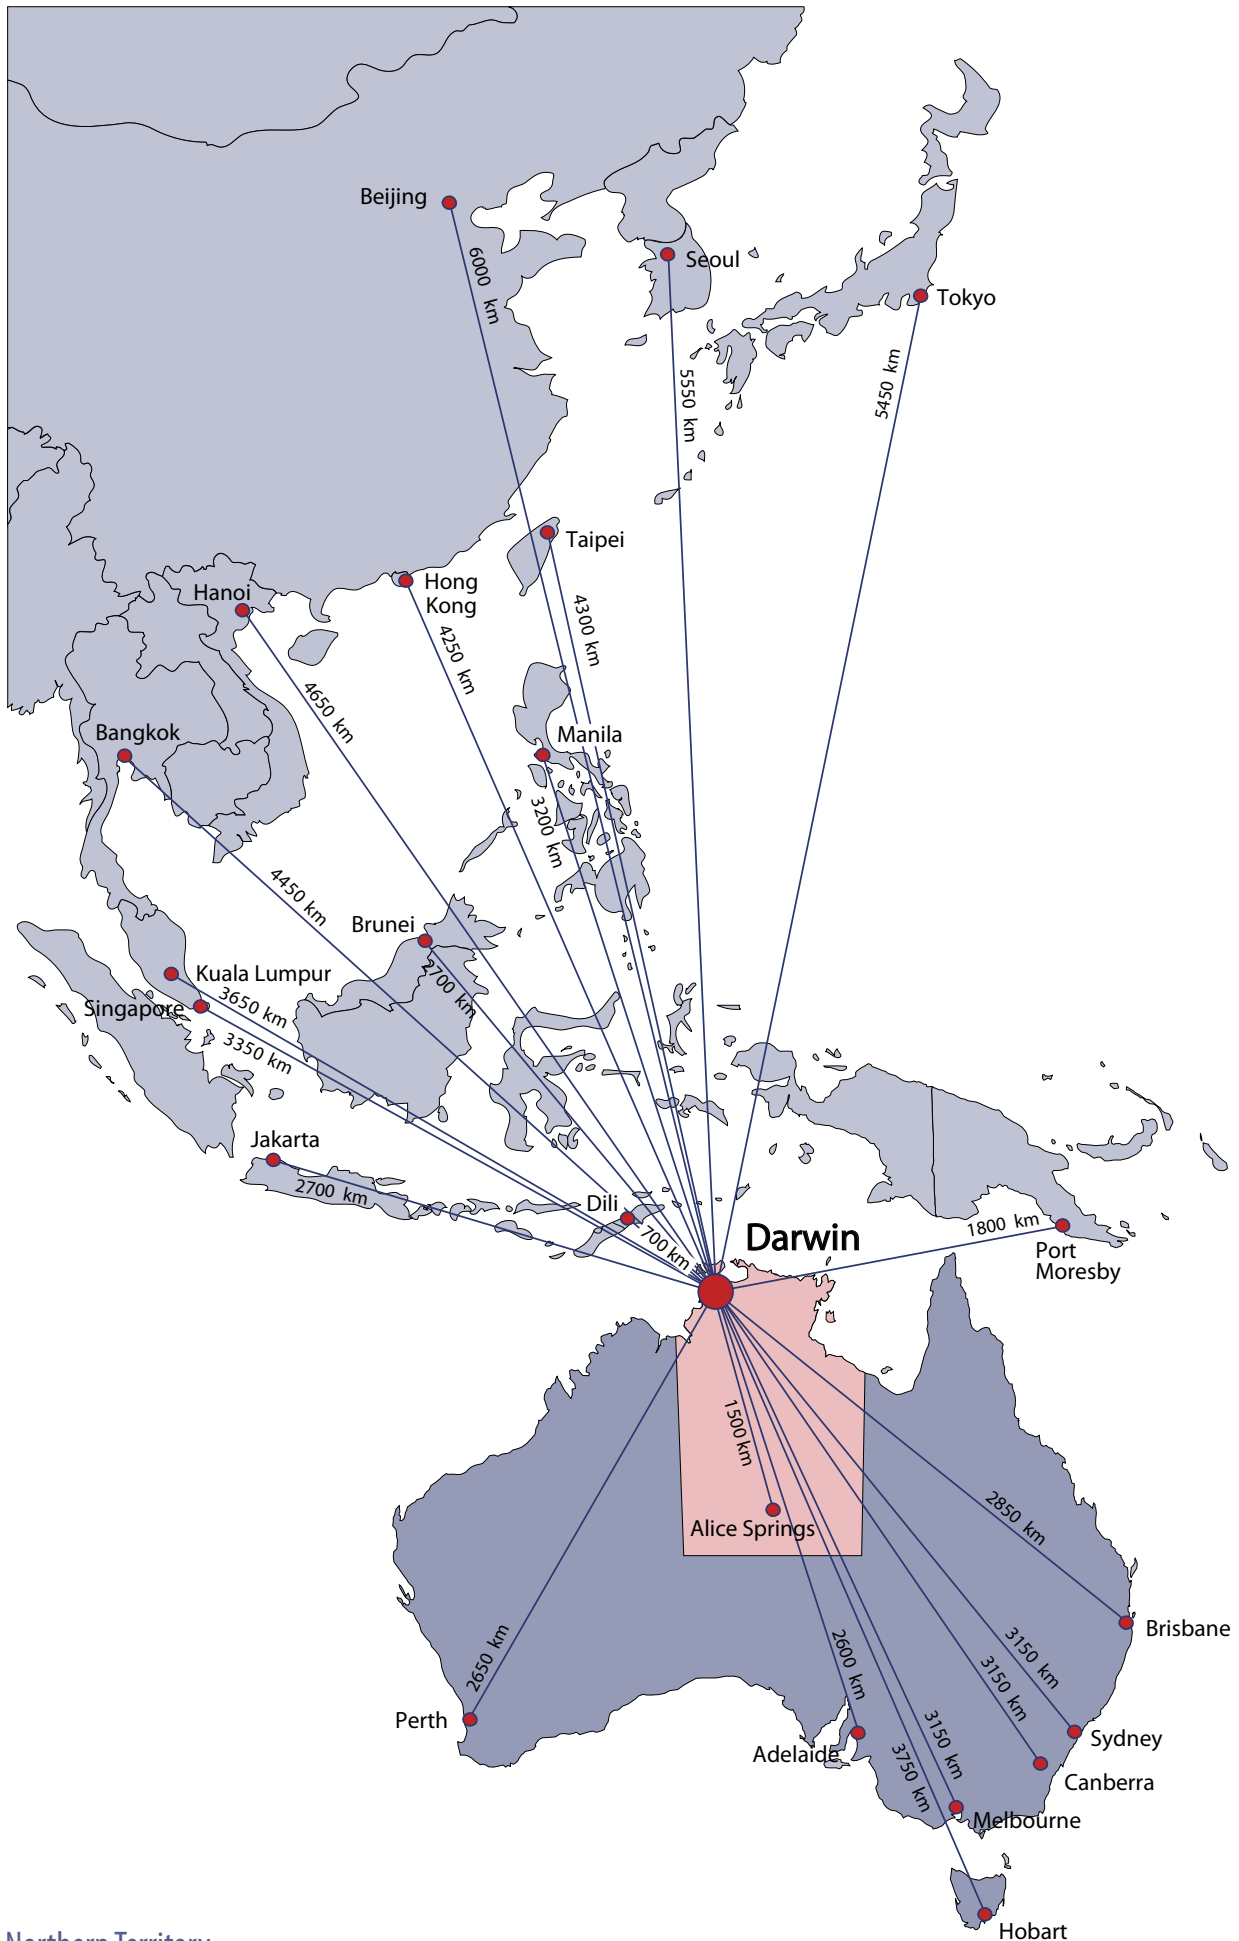 Beijing
6000 km
Seoul
Tokyo
5550 km
5450 km
Taipei
Hong
Kong
Hanoi
4300 km
4250 km
4650 km
Bangkok
Manila
3200 km
4450 km
Brunei
2700 km
Kuala Lumpur
3650 km
Singapore
3350 km
Jakarta
2700 km
Dili
700 km
Darwin
1800 km
Port
Moresby
1500 km
Alice Springs
2850 km
Brisbane
2650 km
Perth
2600 km
3150 km
3150 km
Sydney
Adelaide
3150 km
3750 km
Canberra
Melbourne
Hobart
Northern Territory